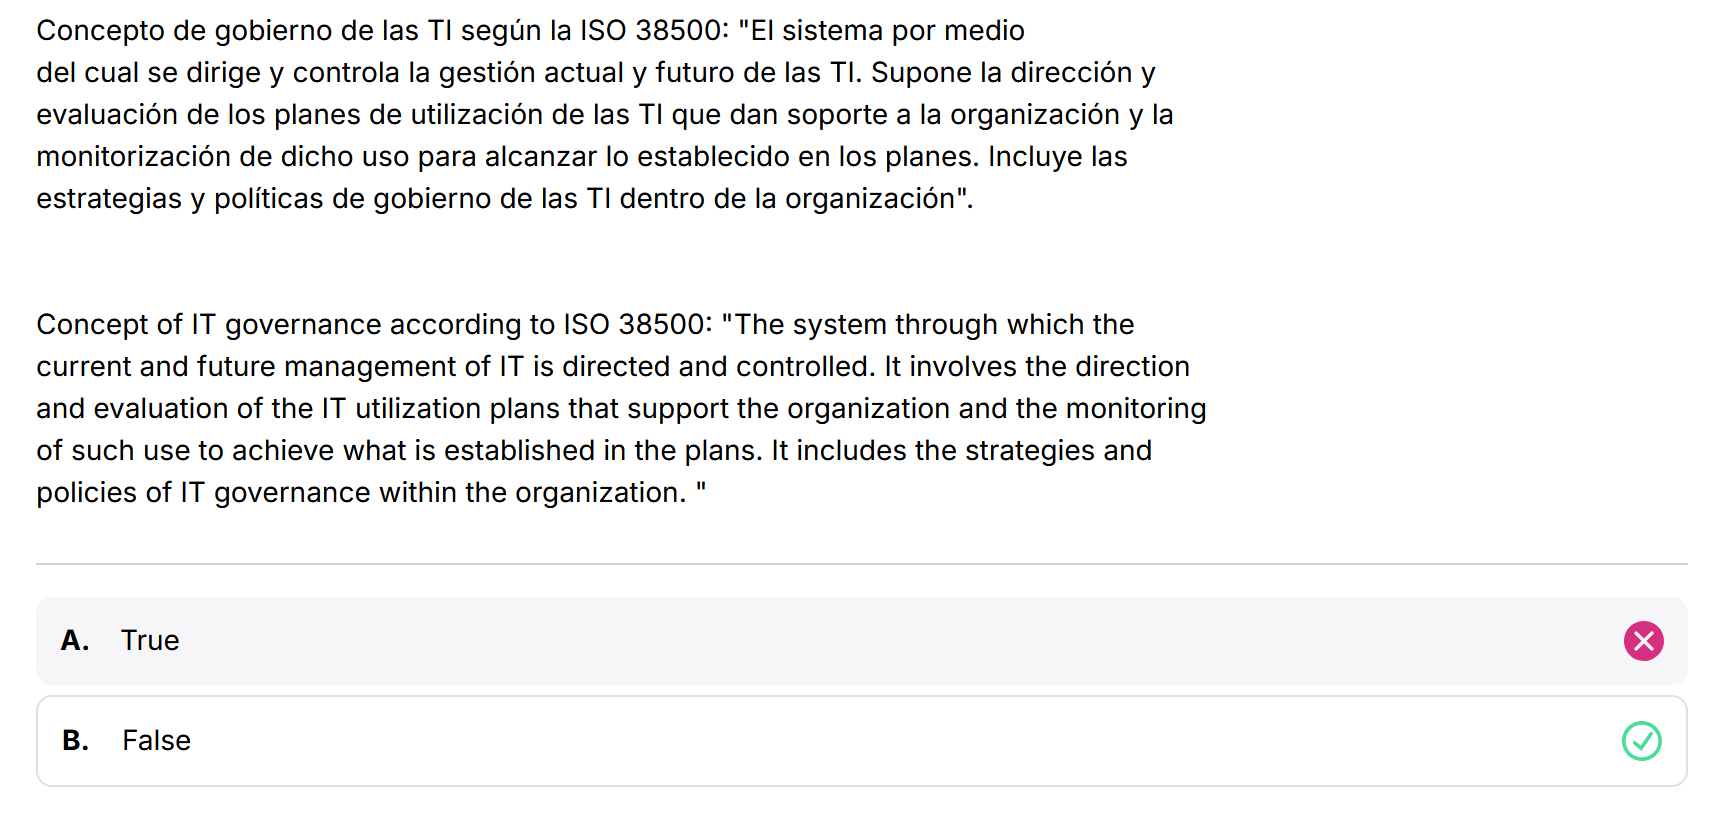 Concepto de gobierno de las TI según la ISO 38500: "El sistema por medio
del cual se dirige y controla la gestión actual y futuro de las TI. Supone la dirección y
evaluación de los planes de utilización de las TI que dan soporte a la organización y la
monitorización de dicho uso para alcanzar lo establecido en los planes. Incluye las
estrategias y políticas de gobierno de las TI dentro de la organización".
Concept of IT governance according to ISO 38500: "The system through which the
current and future management of IT is directed and controlled. It involves the direction
and evaluation of the IT utilization plans that support the organization and the monitoring
of such use to achieve what is established in the plans. It includes the strategies and
policies of IT governance within the organization. "
A. True
B. False